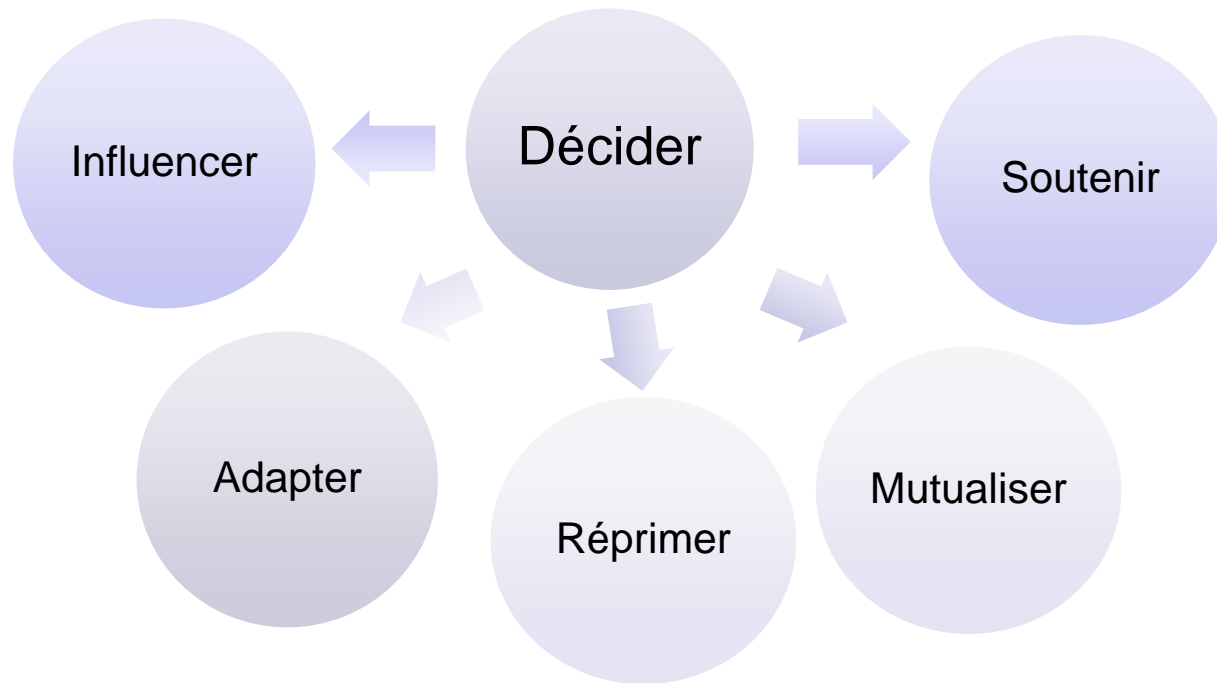 Influencer
Décider
Soutenir
Adapter
Réprimer
Mutualiser